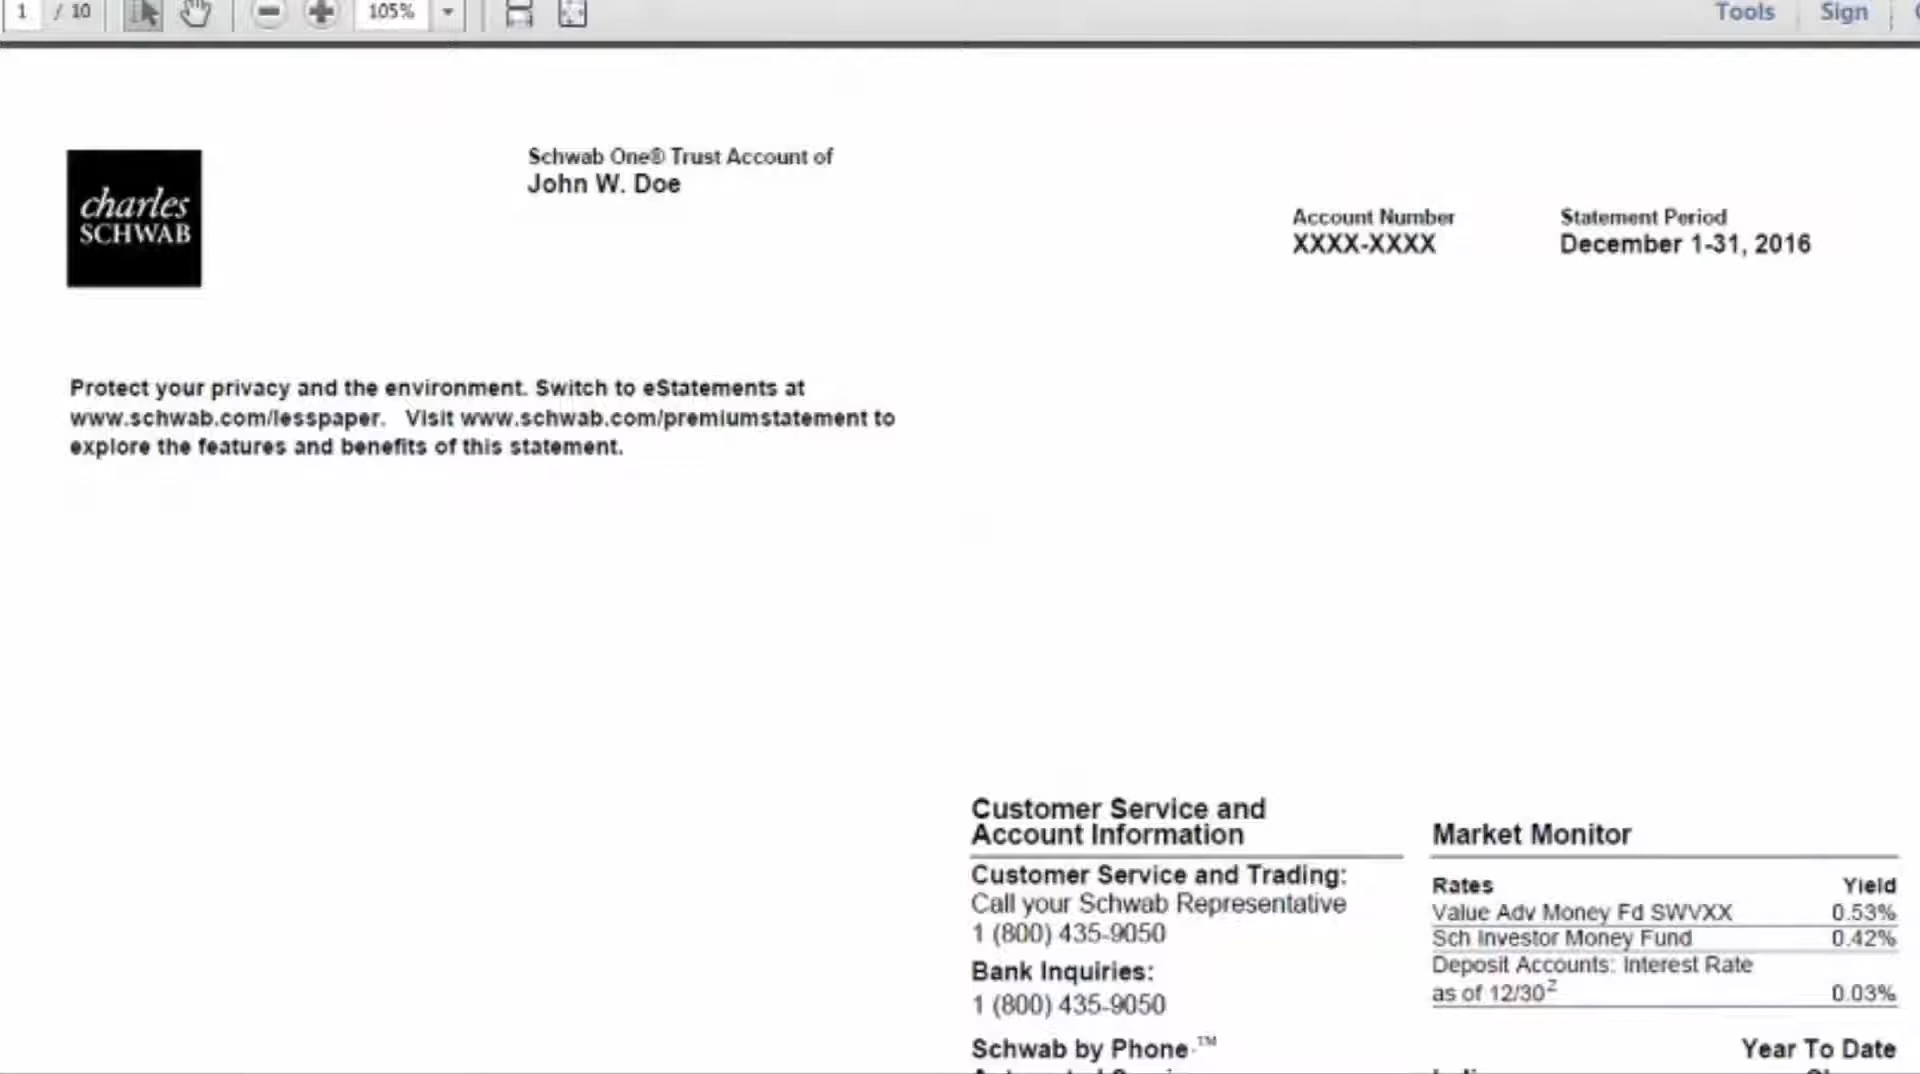 1 / 10
105%
Tools
Sign
charles
SCHWAB
Schwab One® Trust Account of
John W. Doe
Account Number
XXXX-XXXX
Statement Period
December 1-31, 2016
Protect your privacy and the environment. Switch to eStatements at
www.schwab.com/lesspaper. Visit www.schwab.com/premiumstatement to
explore the features and benefits of this statement.
Customer Service and
Account Information
Customer Service and Trading:
Call your Schwab Representative
1 (800) 435-9050
Bank Inquiries:
1 (800) 435-9050
Schwab by Phone™
Market Monitor
Rates Yield
Value Adv Money Fd SWVXX 0.53%
Sch Investor Money Fund 0.42%
Deposit Accounts: Interest Rate
as of 12/30² 0.03%
Year To Date